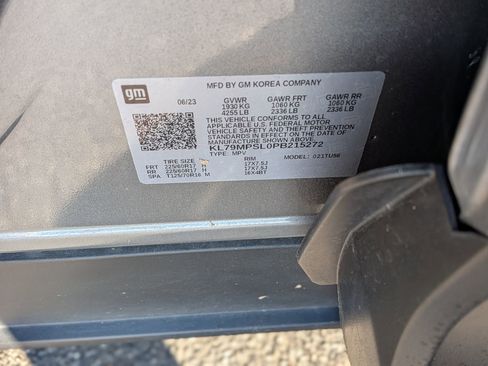 MFD BY GM KOREA COMPANY
gm
06/23
GVWR GAWR FRT GAWR RR
1930 KG 1060 KG 1060 KG
4255 LB 2336 LB 2336 LB
THIS VEHICLE CONFORMS TO ALL
APPLICABLE U.S. FEDERAL MOTOR
VEHICLE SAFETY AND THEFT PREVENTION
STANDARDS IN EFFECT ON THE DATE OF
MANUFACTURE SHOWN ABOVE.
KL79MPSL0PB215272
TYPE: MPV MODEL: 021TU56
TIRE SIZE RIM
FRT 225/60R17 H 17X7.5J
RR 225/60R17 H 17X7.5J
SPA T125/70R16 M 16X4BT